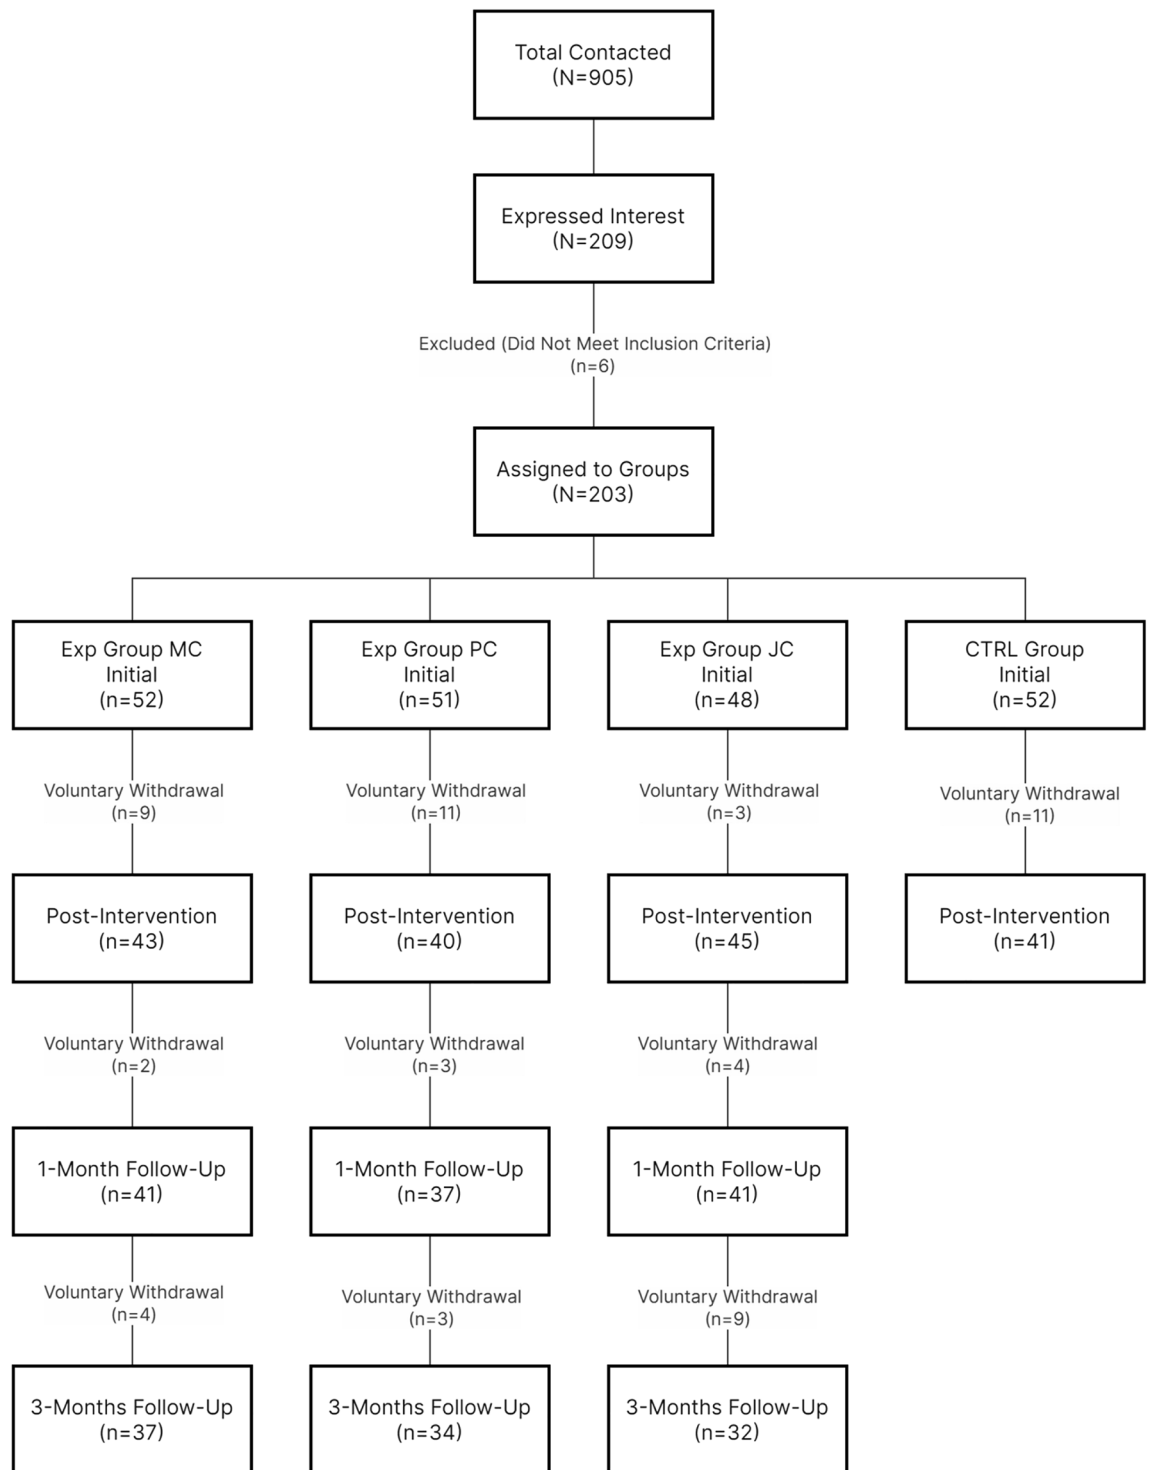 Total Contacted
(N=905)
Expressed Interest
(N=209)
Excluded (Did Not Meet Inclusion Criteria)
(n=6)
Assigned to Groups
(N=203)
Exp Group MC
Initial
(n=52)
Exp Group PC
Initial
(n=51)
Exp Group JC
Initial
(n=48)
CTRL Group
Initial
(n=52)
Voluntary Withdrawal
(n=9)
Voluntary Withdrawal
(n=11)
Voluntary Withdrawal
(n=3)
Voluntary Withdrawal
(n=11)
Post-Intervention
(n=43)
Post-Intervention
(n=40)
Post-Intervention
(n=45)
Post-Intervention
(n=41)
Voluntary Withdrawal
(n=2)
Voluntary Withdrawal
(n=3)
Voluntary Withdrawal
(n=4)
1-Month Follow-Up
(n=41)
1-Month Follow-Up
(n=37)
1-Month Follow-Up
(n=41)
Voluntary Withdrawal
(n=4)
Voluntary Withdrawal
(n=3)
Voluntary Withdrawal
(n=9)
3-Months Follow-Up
(n=37)
3-Months Follow-Up
(n=34)
3-Months Follow-Up
(n=32)